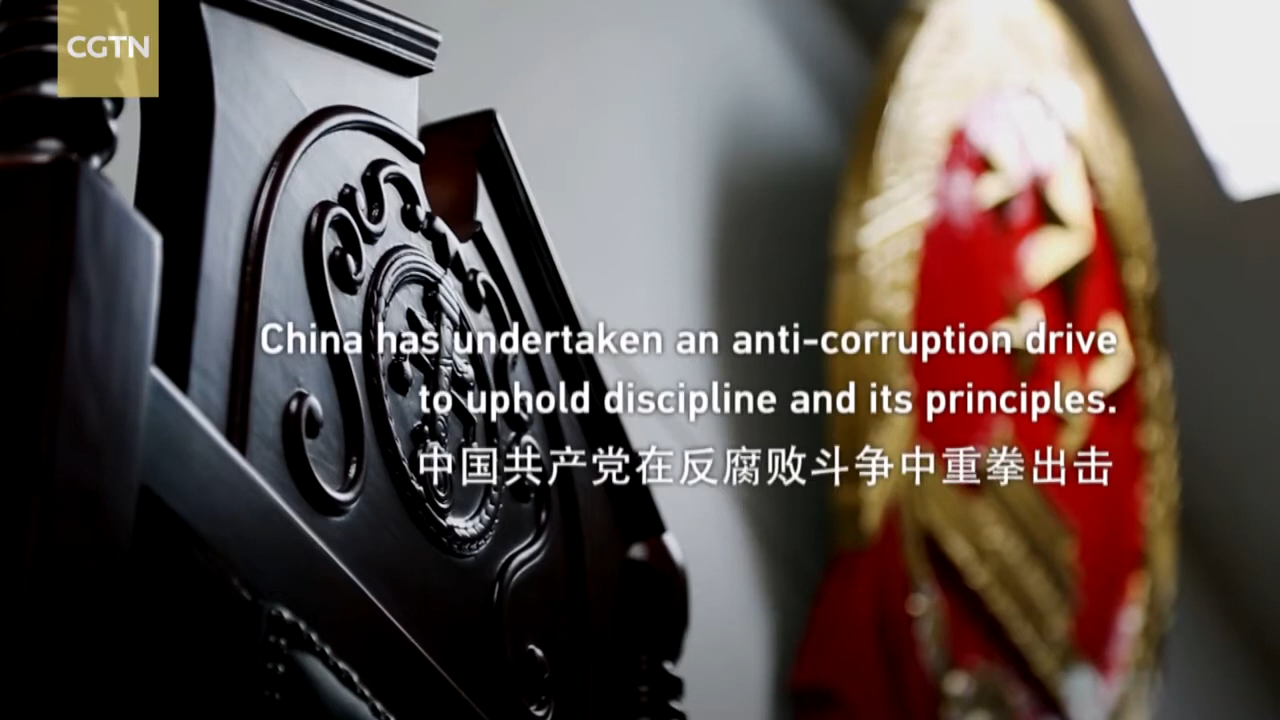 CGTN
China has undertaken an anti-corruption drive
to uphold discipline and its principles.
中国共产党在反腐败斗争中重拳出击